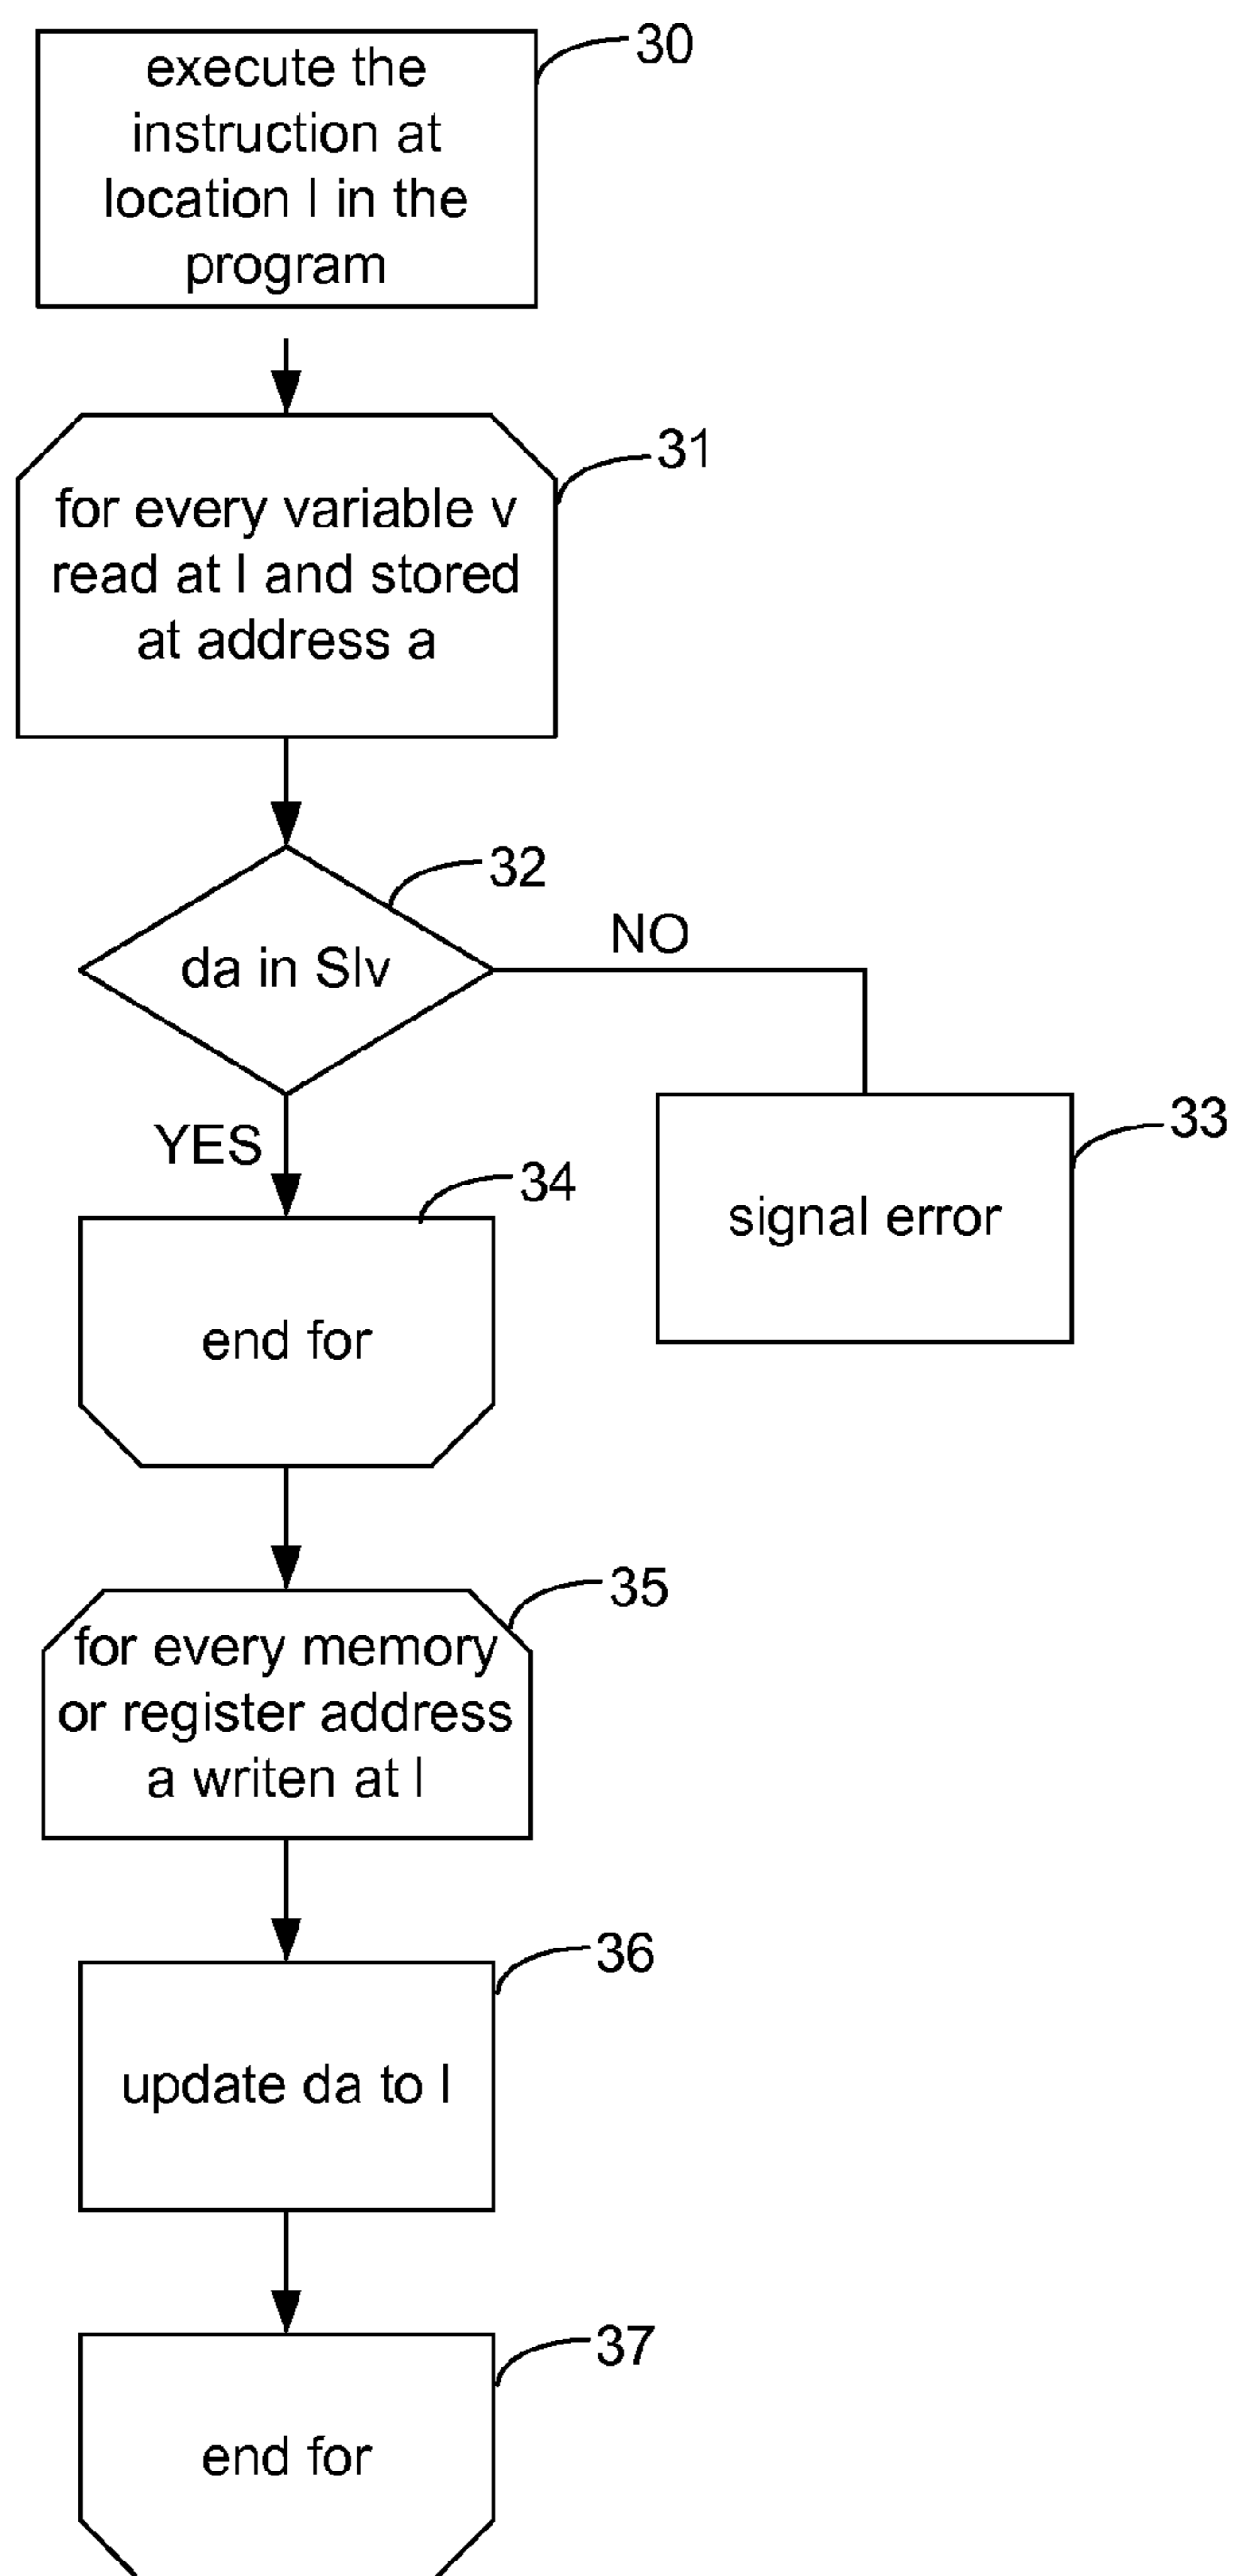 execute the
instruction at
location l in the
program
30
for every variable v
read at l and stored
at address a
31
32
da in Slv
NO
YES
33
signal error
34
end for
35
for every memory
or register address
a writen at l
36
update da to l
37
end for